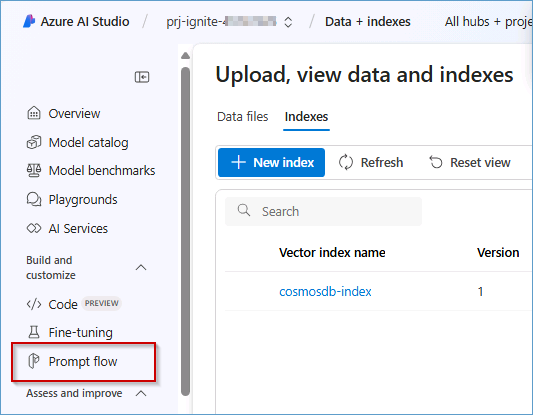 Azure AI Studio / prj-ignite- / Data + indexes All hubs + proje
Upload, view data and indexes
Data files Indexes
New index Refresh Reset view
Search
Vector index name Version
cosmosdb-index 1
Overview
Model catalog
Model benchmarks
Playgrounds
AI Services
Build and
customize
Code PREVIEW
Fine-tuning
Prompt flow
Assess and improve